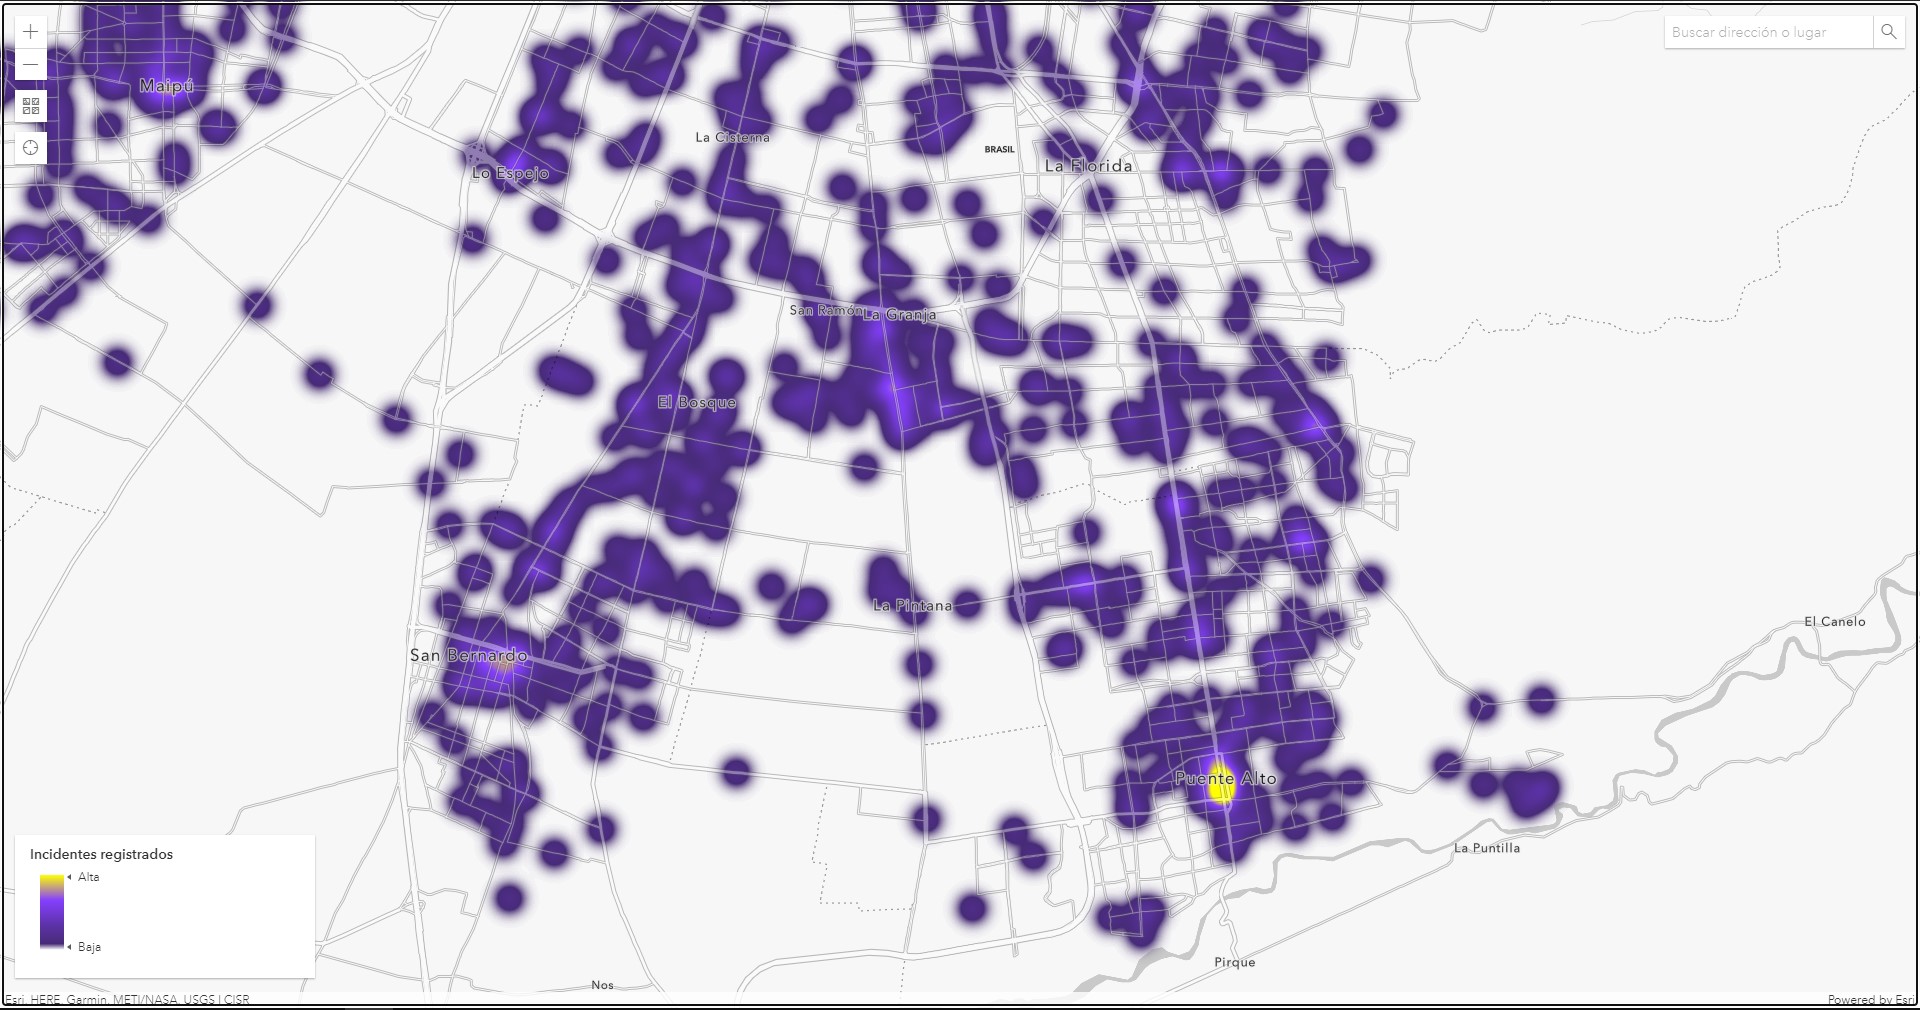 +
Buscar dirección o lugar
−
Maipú
La Cisterna
BRASIL
La Florida
Lo Espejo
San Ramón
La Granja
El Bosque
La Pintana
El Canelo
San Bernardo
Puente Alto
La Puntilla
Incidentes registrados
Alta
Baja
Pirque
Nos
Esri, HERE, Garmin, METI/NASA, USGS | CISR
Powered by Esri